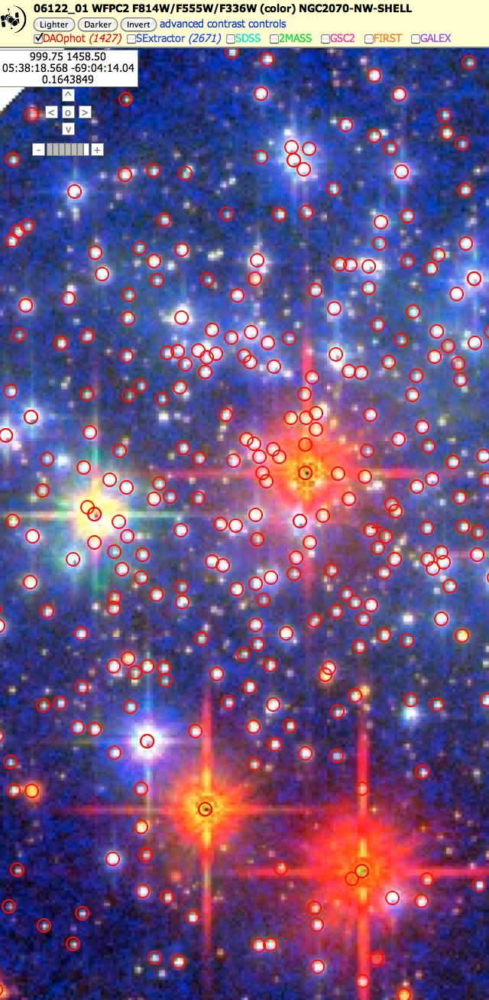 06122_01 WFPC2 F814W/F555W/F336W (color) NGC2070-NW-SHELL
Lighter Darker Invert advanced contrast controls
DAOphot (1427) SExtractor (2671) SDSS 2MASS GSC2 FIRST GALEX
999.75 1458.50
05:38:18.568 -69:04:14.04
0.1643849
^
< o >
v
- +